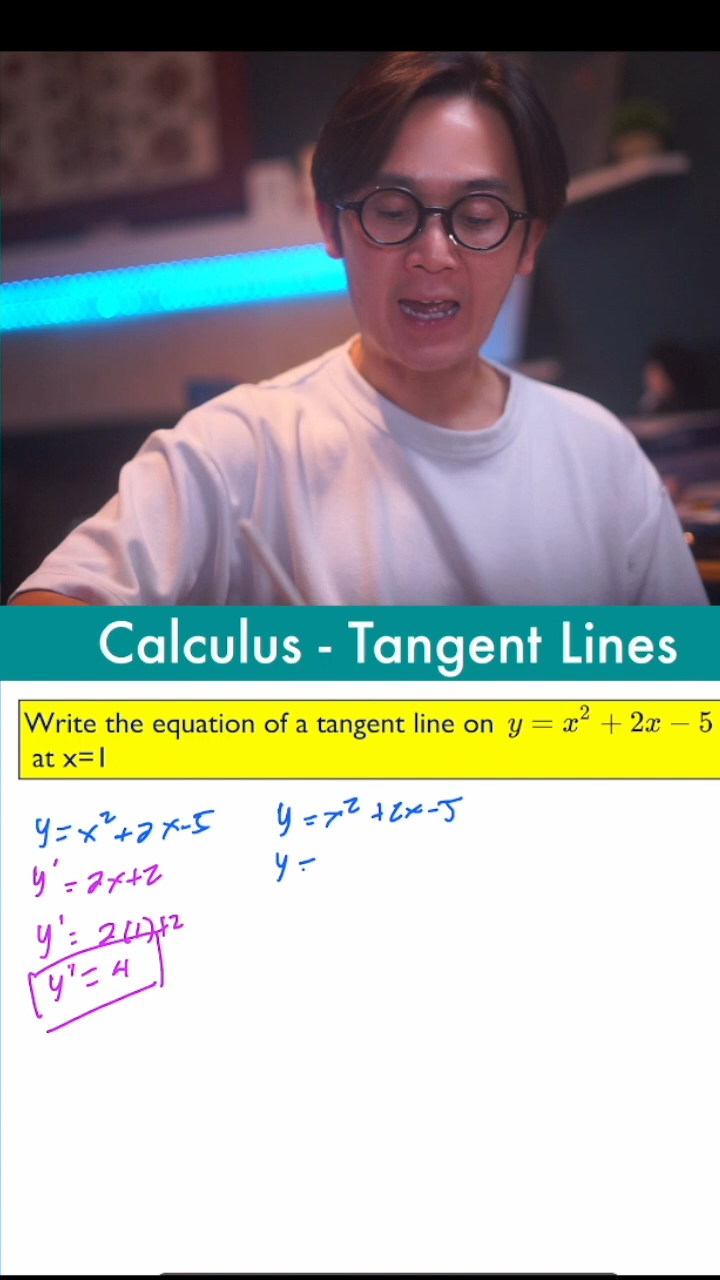 Calculus - Tangent Lines
Write the equation of a tangent line on y = x² + 2x − 5
at x=1
y = x² + 2x - 5
y' = 2x + 2
y' = 2(1) + 2
y' = 4
y = x² + 2x - 5
y =